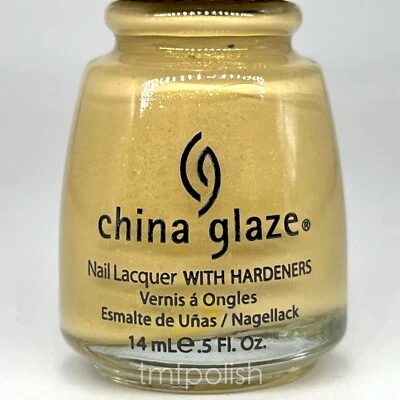 china glaze®
Nail Lacquer WITH HARDENERS
Vernis á Ongles
Esmalte de Uñas / Nagellack
14 mLe.5 Fl. Oz.
tmfpolish